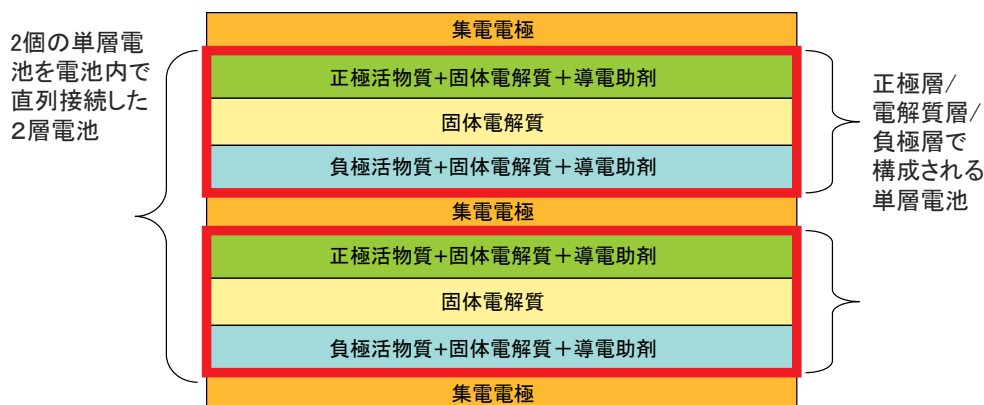 2個の単層電
池を電池内で
直列接続した
２層電池
集電電極
正極活物質+固体電解質＋導電助剤
固体電解質
負極活物質+固体電解質＋導電助剤
集電電極
正極活物質+固体電解質＋導電助剤
固体電解質
負極活物質+固体電解質＋導電助剤
集電電極
正極層/
電解質層/
負極層で
構成される
単層電池